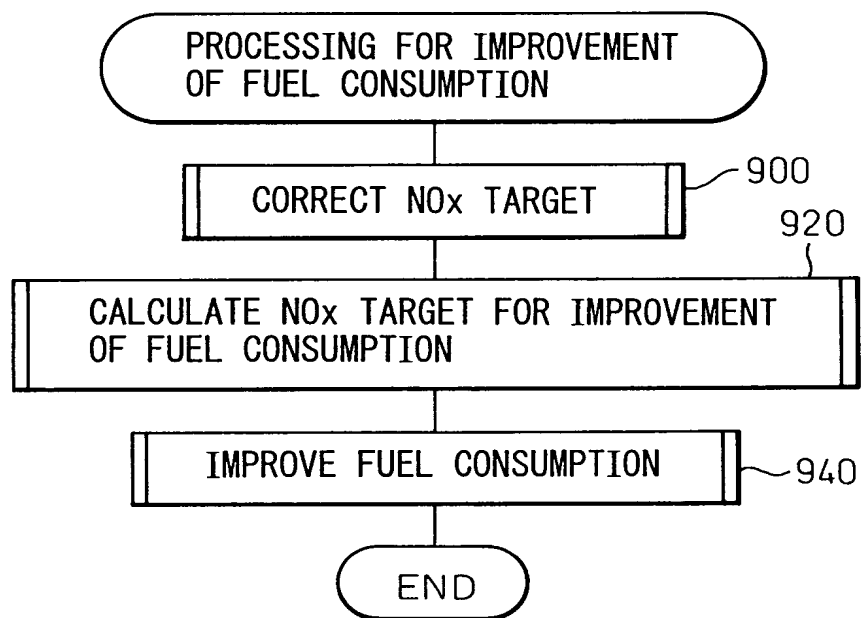 PROCESSING FOR IMPROVEMENT
OF FUEL CONSUMPTION
900
CORRECT NOx TARGET
920
CALCULATE NOx TARGET FOR IMPROVEMENT
OF FUEL CONSUMPTION
IMPROVE FUEL CONSUMPTION
940
END